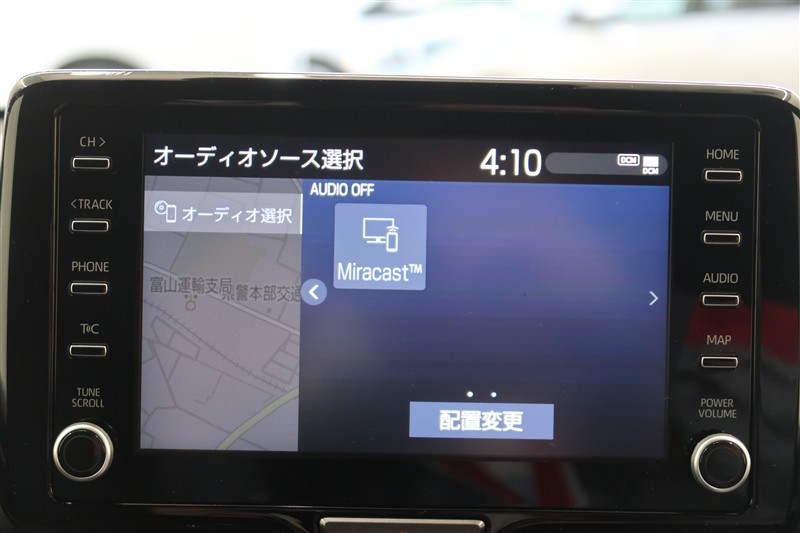 CH >
<TRACK
PHONE
T@C
TUNE
SCROLL
オーディオソース選択
4:10
DCM
DCM
オーディオ選択
AUDIO OFF
Miracast™
富山運輸支局
県警本部交通
配置変更
HOME
MENU
AUDIO
MAP
POWER
VOLUME